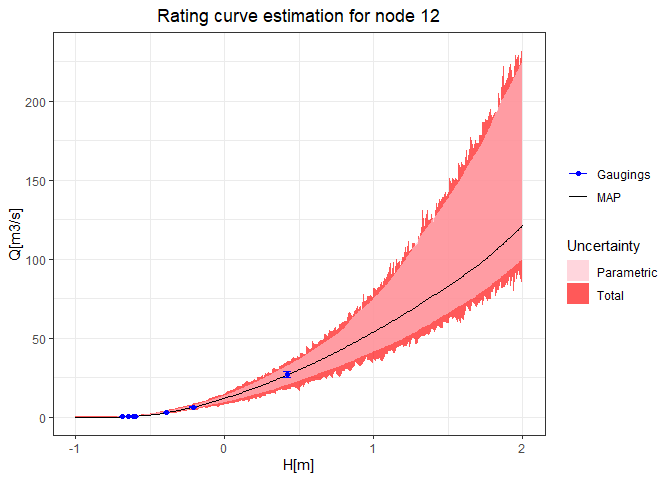 Rating curve estimation for node 12
Q[m3/s]
200
150
100
50
0
-1
0
1
2
H[m]
Gaugings
MAP
Uncertainty
Parametric
Total